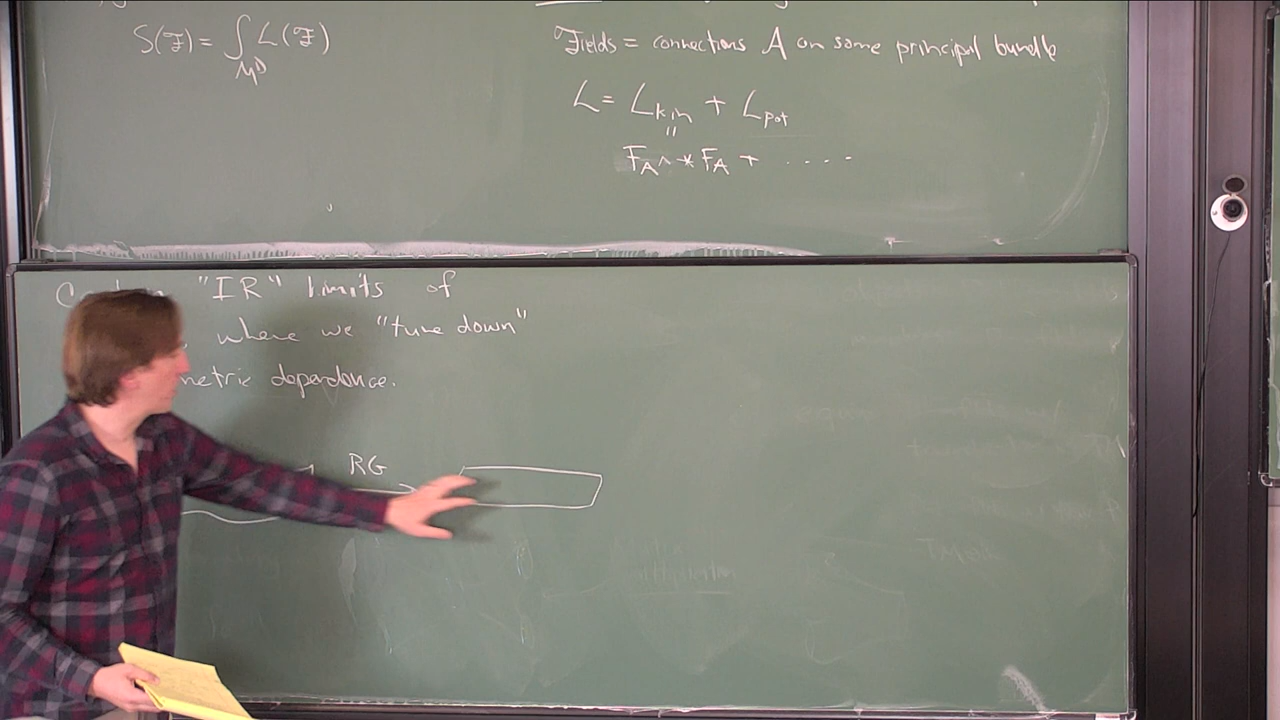 S(F) = ∫ L(F)
M^D
Fields = connections A on some principal bundle
L = L_kin + L_pot
"
F_A ∧ * F_A + .....
"IR" limits of
where we "tune down"
metric dependance.
RG